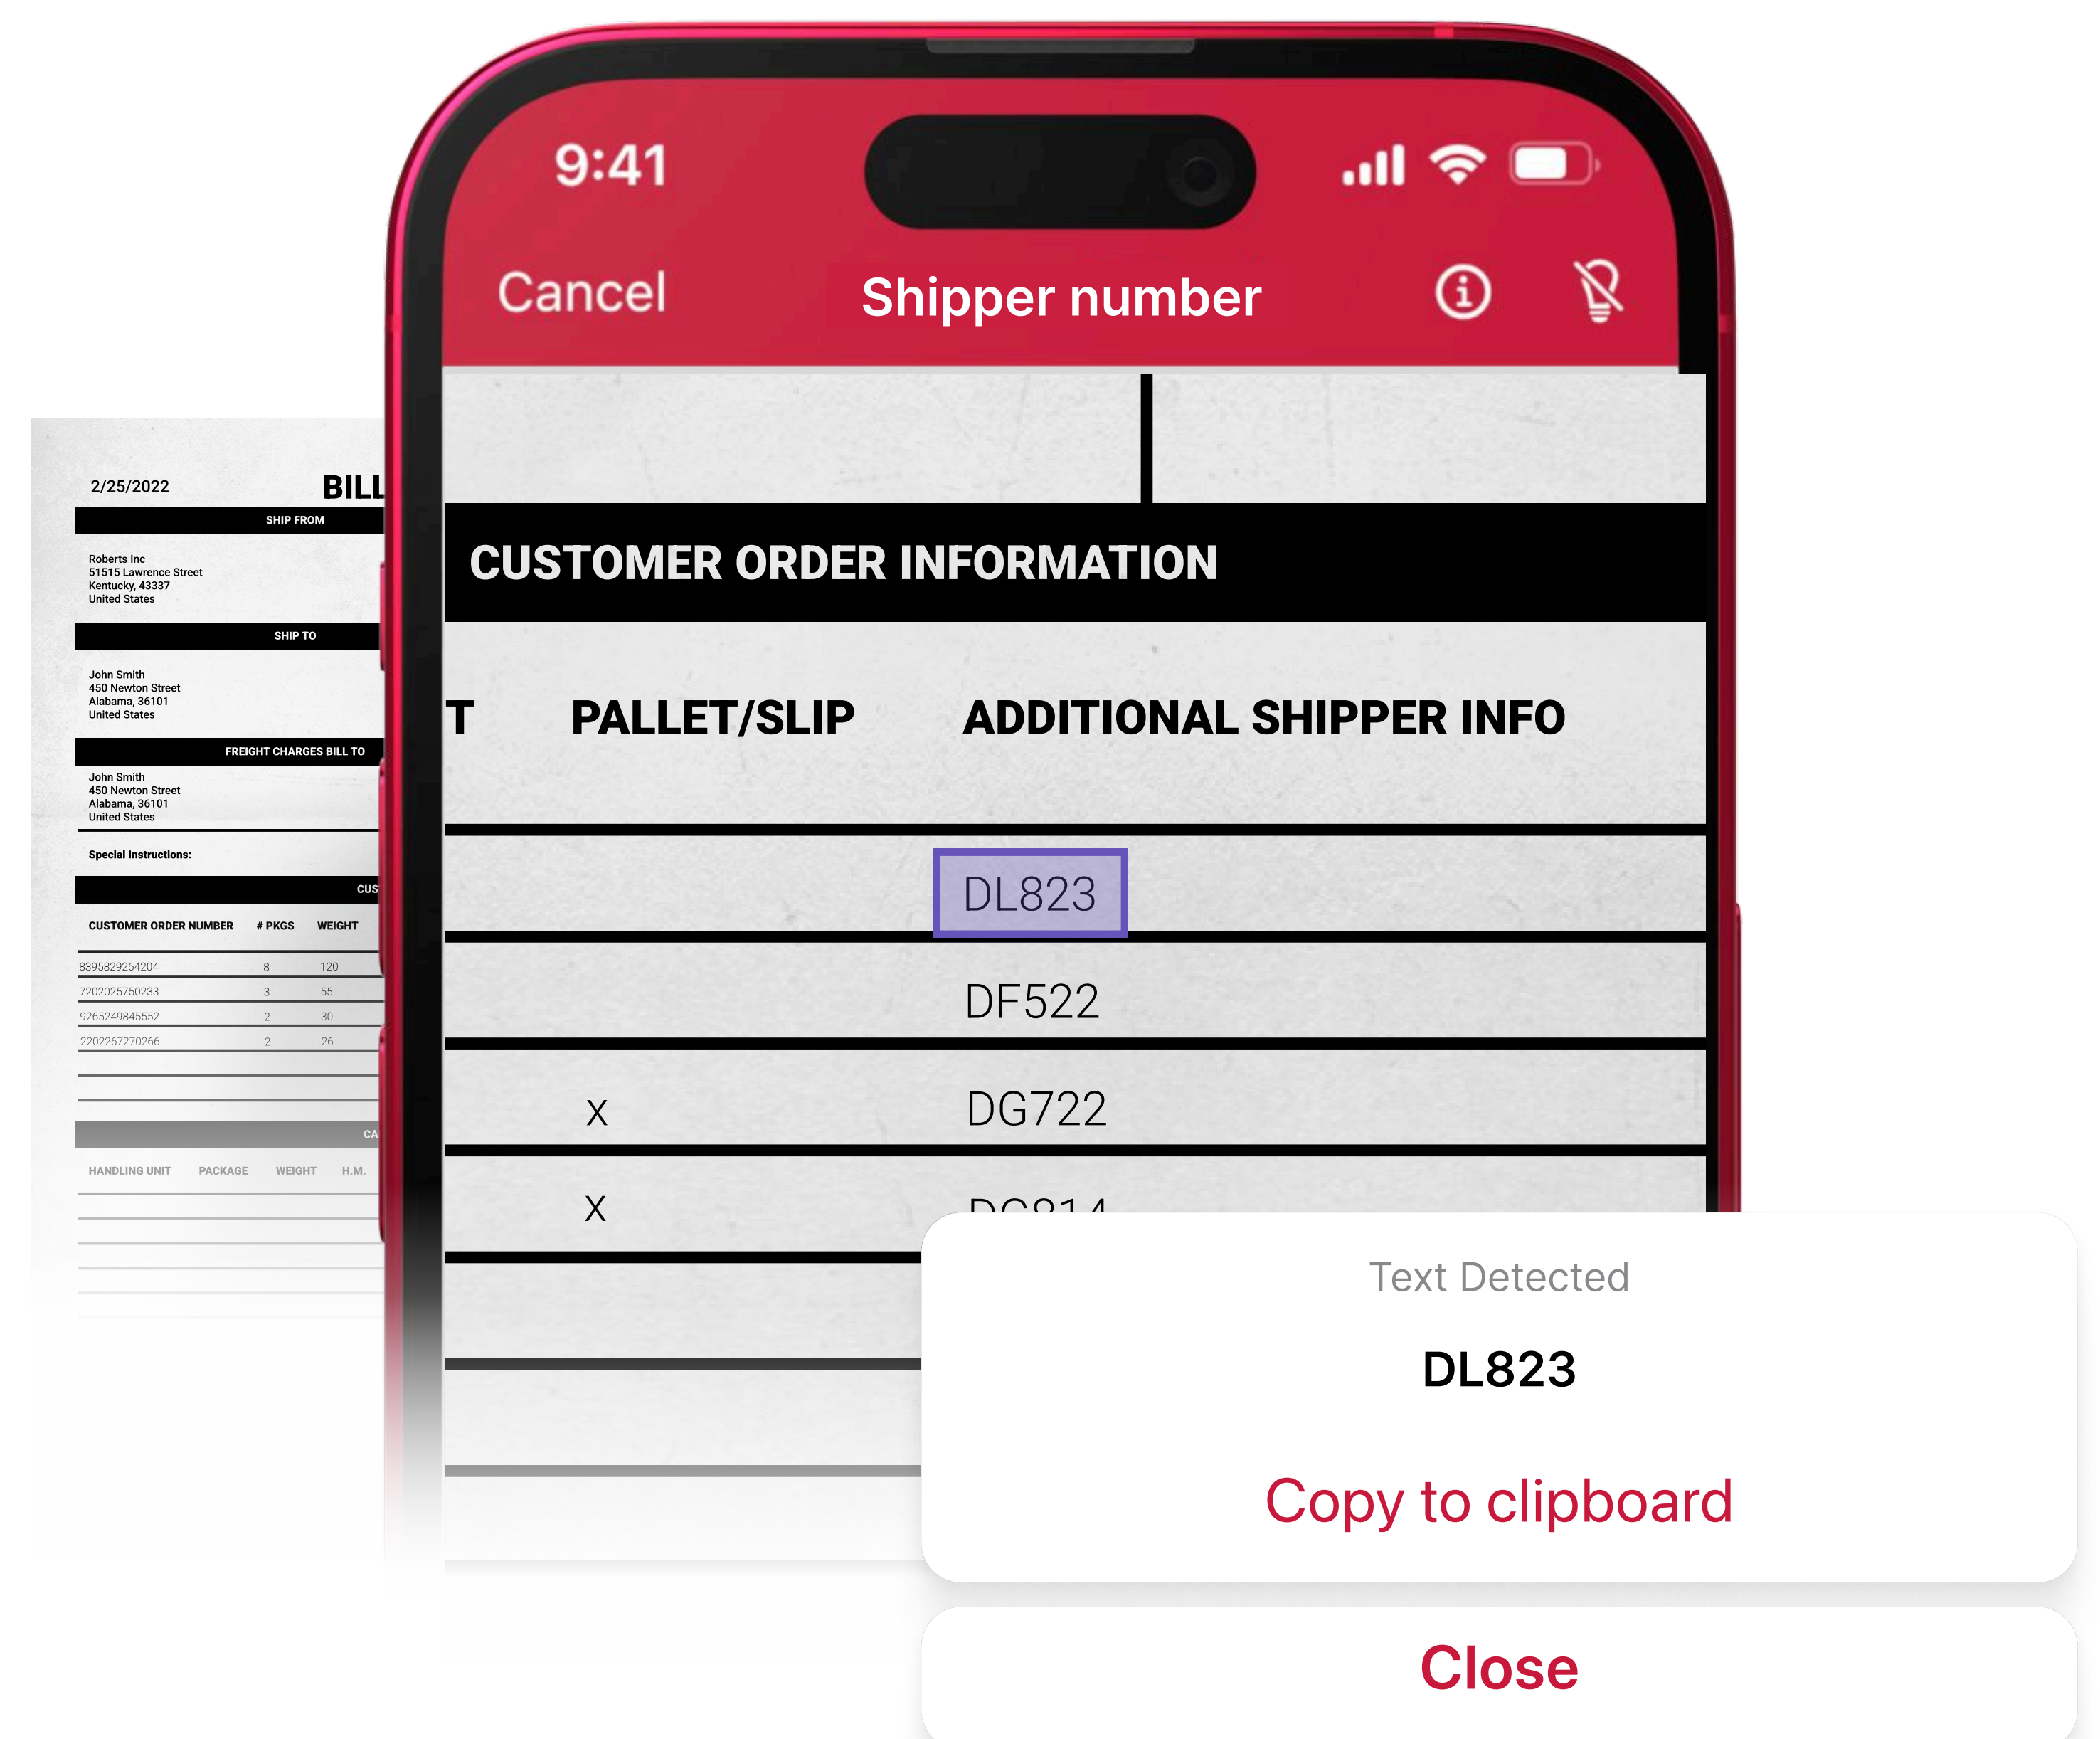 2/25/2022 BILL
SHIP FROM
Roberts Inc
51515 Lawrence Street
Kentucky, 43337
United States
SHIP TO
John Smith
450 Newton Street
Alabama, 36101
United States
FREIGHT CHARGES BILL TO
John Smith
450 Newton Street
Alabama, 36101
United States
Special Instructions:
CUS
CUSTOMER ORDER NUMBER # PKGS WEIGHT
8395829264204 8 120
7202025750233 3 55
9265249845552 2 30
2202267270266 2 26
CA
HANDLING UNIT PACKAGE WEIGHT H.M.
9:41
Cancel Shipper number
CUSTOMER ORDER INFORMATION
T PALLET/SLIP ADDITIONAL SHIPPER INFO
DL823
DF522
X DG722
X DG814
Text Detected
DL823
Copy to clipboard
Close